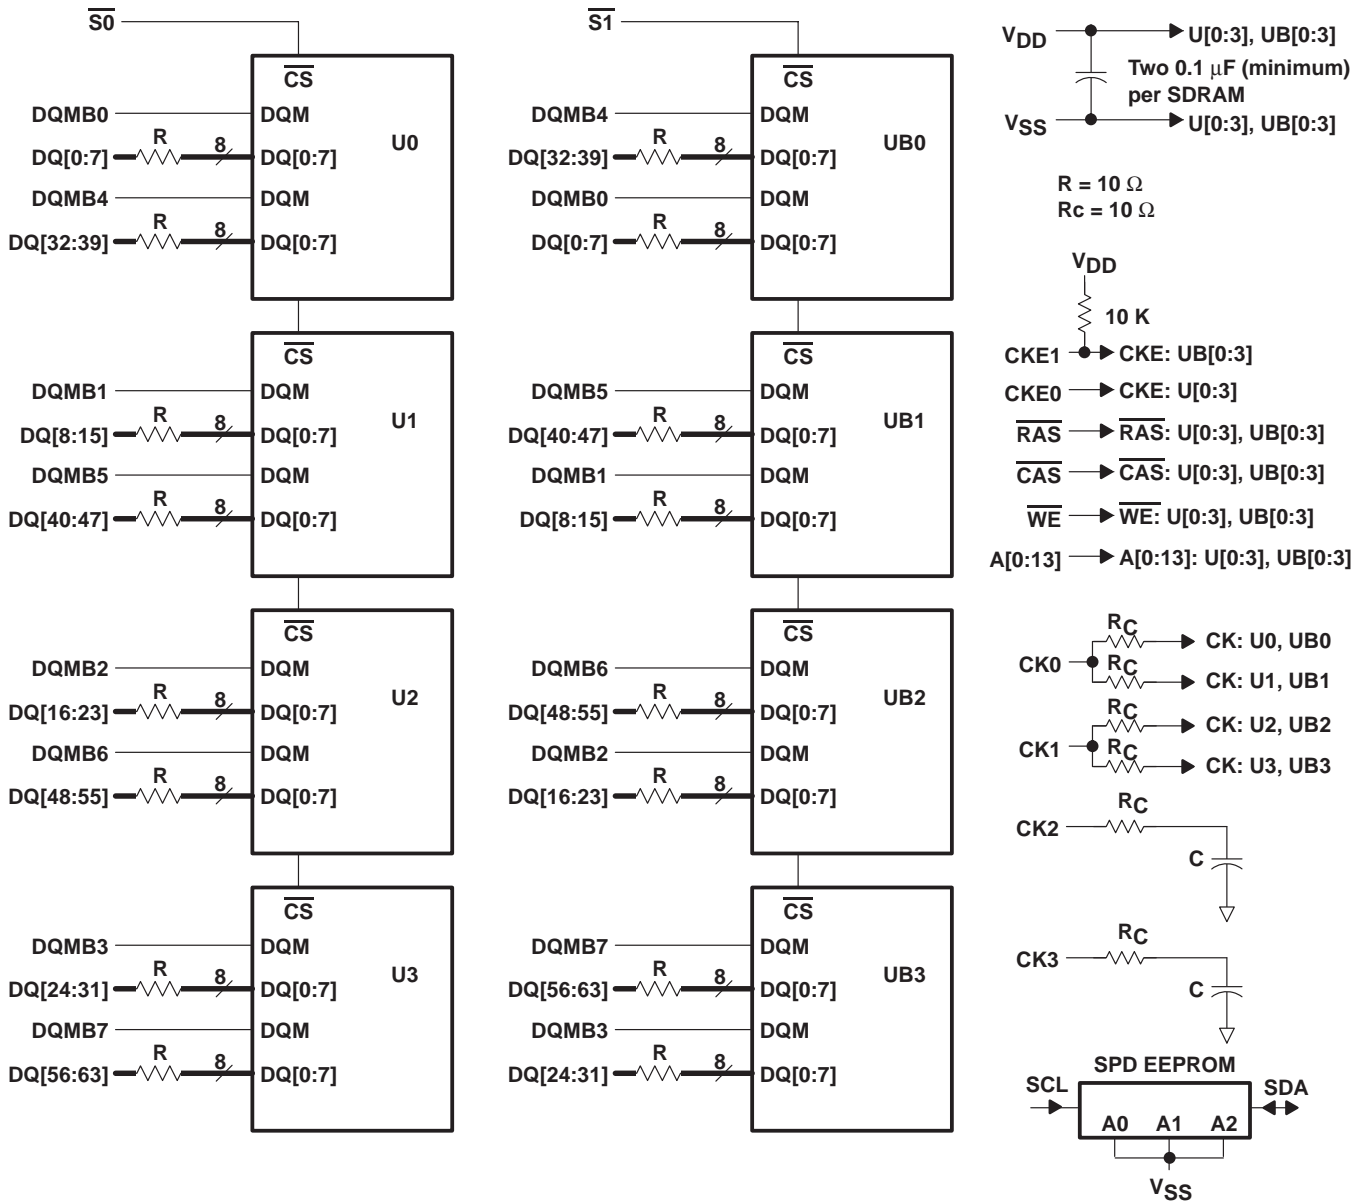 S0
CS
DQMB0 DQM
R 8 U0
DQ[0:7] DQ[0:7]
DQMB4 DQM
R 8
DQ[32:39] DQ[0:7]
CS
DQMB1 DQM
R 8 U1
DQ[8:15] DQ[0:7]
DQMB5 DQM
R 8
DQ[40:47] DQ[0:7]
CS
DQMB2 DQM
R 8 U2
DQ[16:23] DQ[0:7]
DQMB6 DQM
R 8
DQ[48:55] DQ[0:7]
CS
DQMB3 DQM
R 8 U3
DQ[24:31] DQ[0:7]
DQMB7 DQM
R 8
DQ[56:63] DQ[0:7]
S1
CS
DQMB4 DQM
R 8 UB0
DQ[32:39] DQ[0:7]
DQMB0 DQM
R 8
DQ[0:7] DQ[0:7]
CS
DQMB5 DQM
R 8 UB1
DQ[40:47] DQ[0:7]
DQMB1 DQM
R 8
DQ[8:15] DQ[0:7]
CS
DQMB6 DQM
R 8 UB2
DQ[48:55] DQ[0:7]
DQMB2 DQM
R 8
DQ[16:23] DQ[0:7]
CS
DQMB7 DQM
R 8 UB3
DQ[56:63] DQ[0:7]
DQMB3 DQM
R 8
DQ[24:31] DQ[0:7]
VDD U[0:3], UB[0:3]
Two 0.1 μF (minimum)
per SDRAM
VSS U[0:3], UB[0:3]
R = 10 Ω
Rc = 10 Ω
VDD
10 K
CKE1 CKE: UB[0:3]
CKE0 CKE: U[0:3]
RAS RAS: U[0:3], UB[0:3]
CAS CAS: U[0:3], UB[0:3]
WE WE: U[0:3], UB[0:3]
A[0:13] A[0:13]: U[0:3], UB[0:3]
RC CK: U0, UB0
CK0
RC CK: U1, UB1
RC CK: U2, UB2
CK1
RC CK: U3, UB3
RC
CK2
C
RC
CK3
C
SPD EEPROM
SCL SDA
A0 A1 A2
VSS